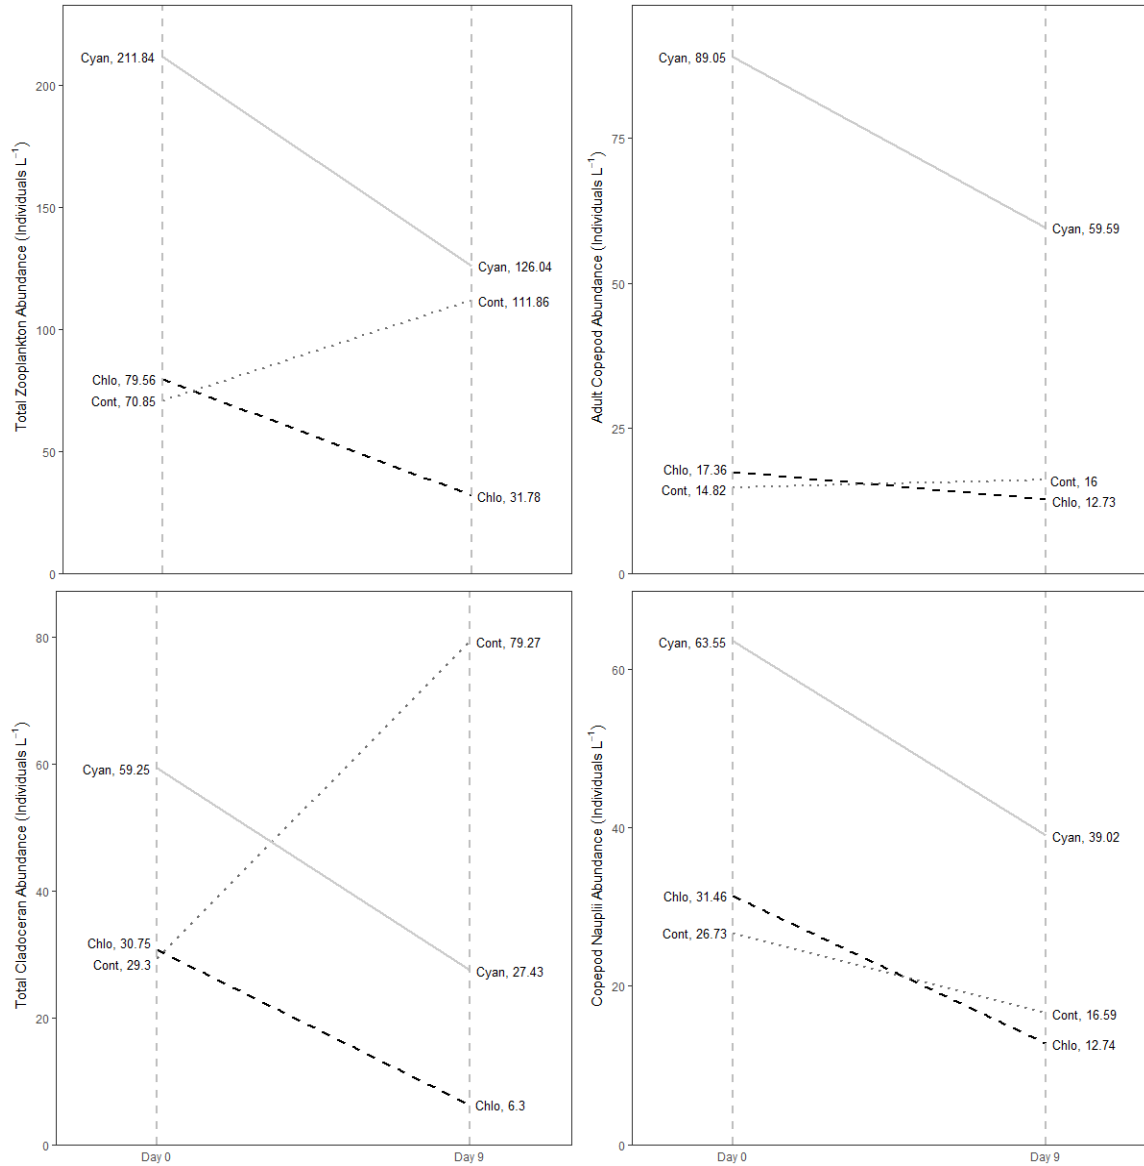 Total Zooplankton Abundance (Individuals L⁻¹)
200
150
100
50
0
Cyan, 211.84
Chlo, 79.56
Cont, 70.85
Cyan, 126.04
Cont, 111.86
Chlo, 31.78
Adult Copepod Abundance (Individuals L⁻¹)
75
50
25
0
Cyan, 89.05
Chlo, 17.36
Cont, 14.82
Cyan, 59.59
Cont, 16
Chlo, 12.73
Total Cladoceran Abundance (Individuals L⁻¹)
80
60
40
20
0
Cyan, 59.25
Chlo, 30.75
Cont, 29.3
Cont, 79.27
Cyan, 27.43
Chlo, 6.3
Day 0
Day 9
Copepod Nauplii Abundance (Individuals L⁻¹)
60
40
20
0
Cyan, 63.55
Chlo, 31.46
Cont, 26.73
Cyan, 39.02
Cont, 16.59
Chlo, 12.74
Day 0
Day 9